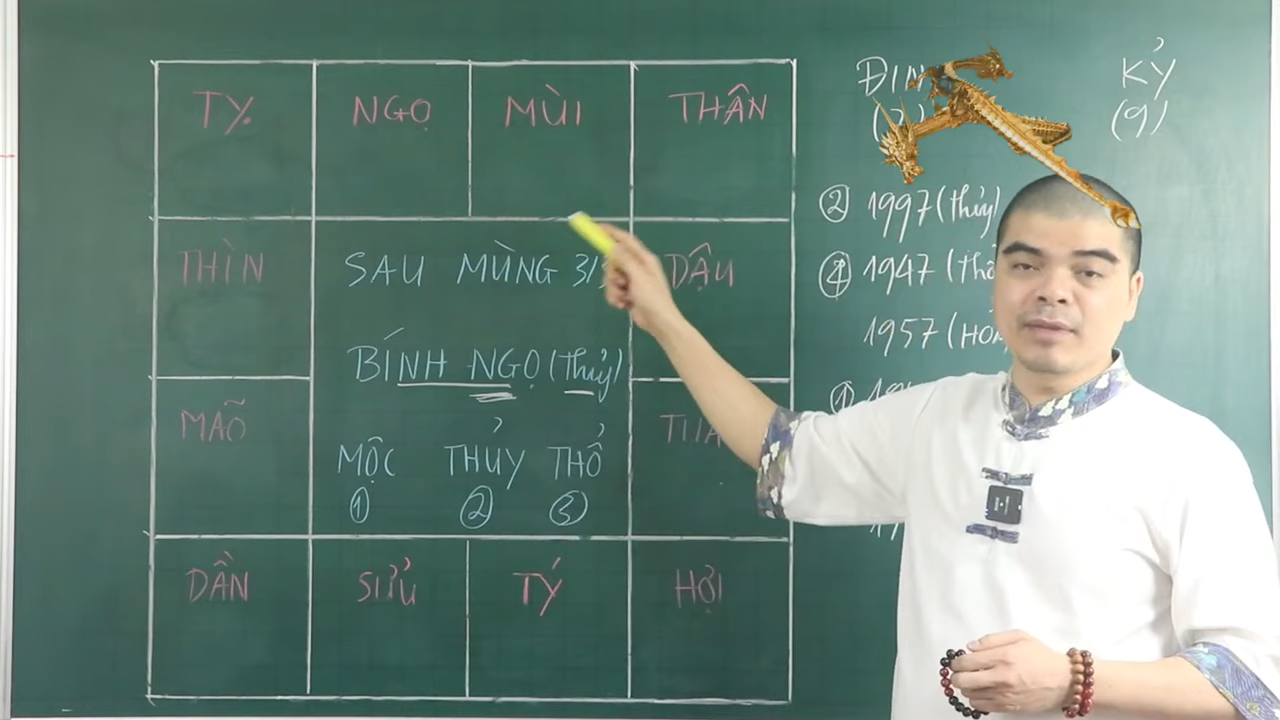 TỴ NGỌ MÙI THÂN
THÌN DẬU
SAU MÙNG
BÍNH NGỌ (Thủy)
MÃO
MỘC THỦY THỔ
① ② ③
DẦN SỬU TÝ HỢI
KỶ
(9)
② 1997 (Thủy)
④ 1947
1957
①